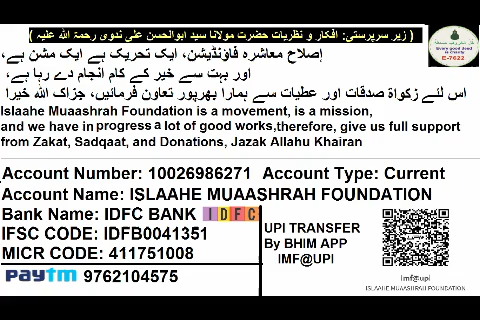 ( زیر سرپرستی: افکار و نظریات حضرت مولانا سید ابوالحسن علی ندوی رحمۃ اللہ علیہ )
E-7622
اِصلاح معاشرہ فاؤنڈیشن، ایک تحریک ہے ایک مشن ہے،
اور بہت سے خیر کے کام انجام دے رہا ہے،
اس لئے زکوٰۃ صدقات اور عطیات سے ہمارا بھرپور تعاون فرمائیں، جزاک اللہ خیرا
Islaahe Muaashrah Foundation is a movement, is a mission,
and we have in progress a lot of good works,therefore, give us full support
from Zakat, Sadqaat, and Donations, Jazak Allahu Khairan
Account Number: 10026986271 Account Type: Current
Account Name: ISLAAHE MUAASHRAH FOUNDATION
Bank Name: IDFC BANK IDFC
IFSC CODE: IDFB0041351
MICR CODE: 411751008
paytm 9762104575
UPI TRANSFER
By BHIM APP
IMF@UPI
imf@upi
ISLAAHE MUAASHRAH FOUNDATION